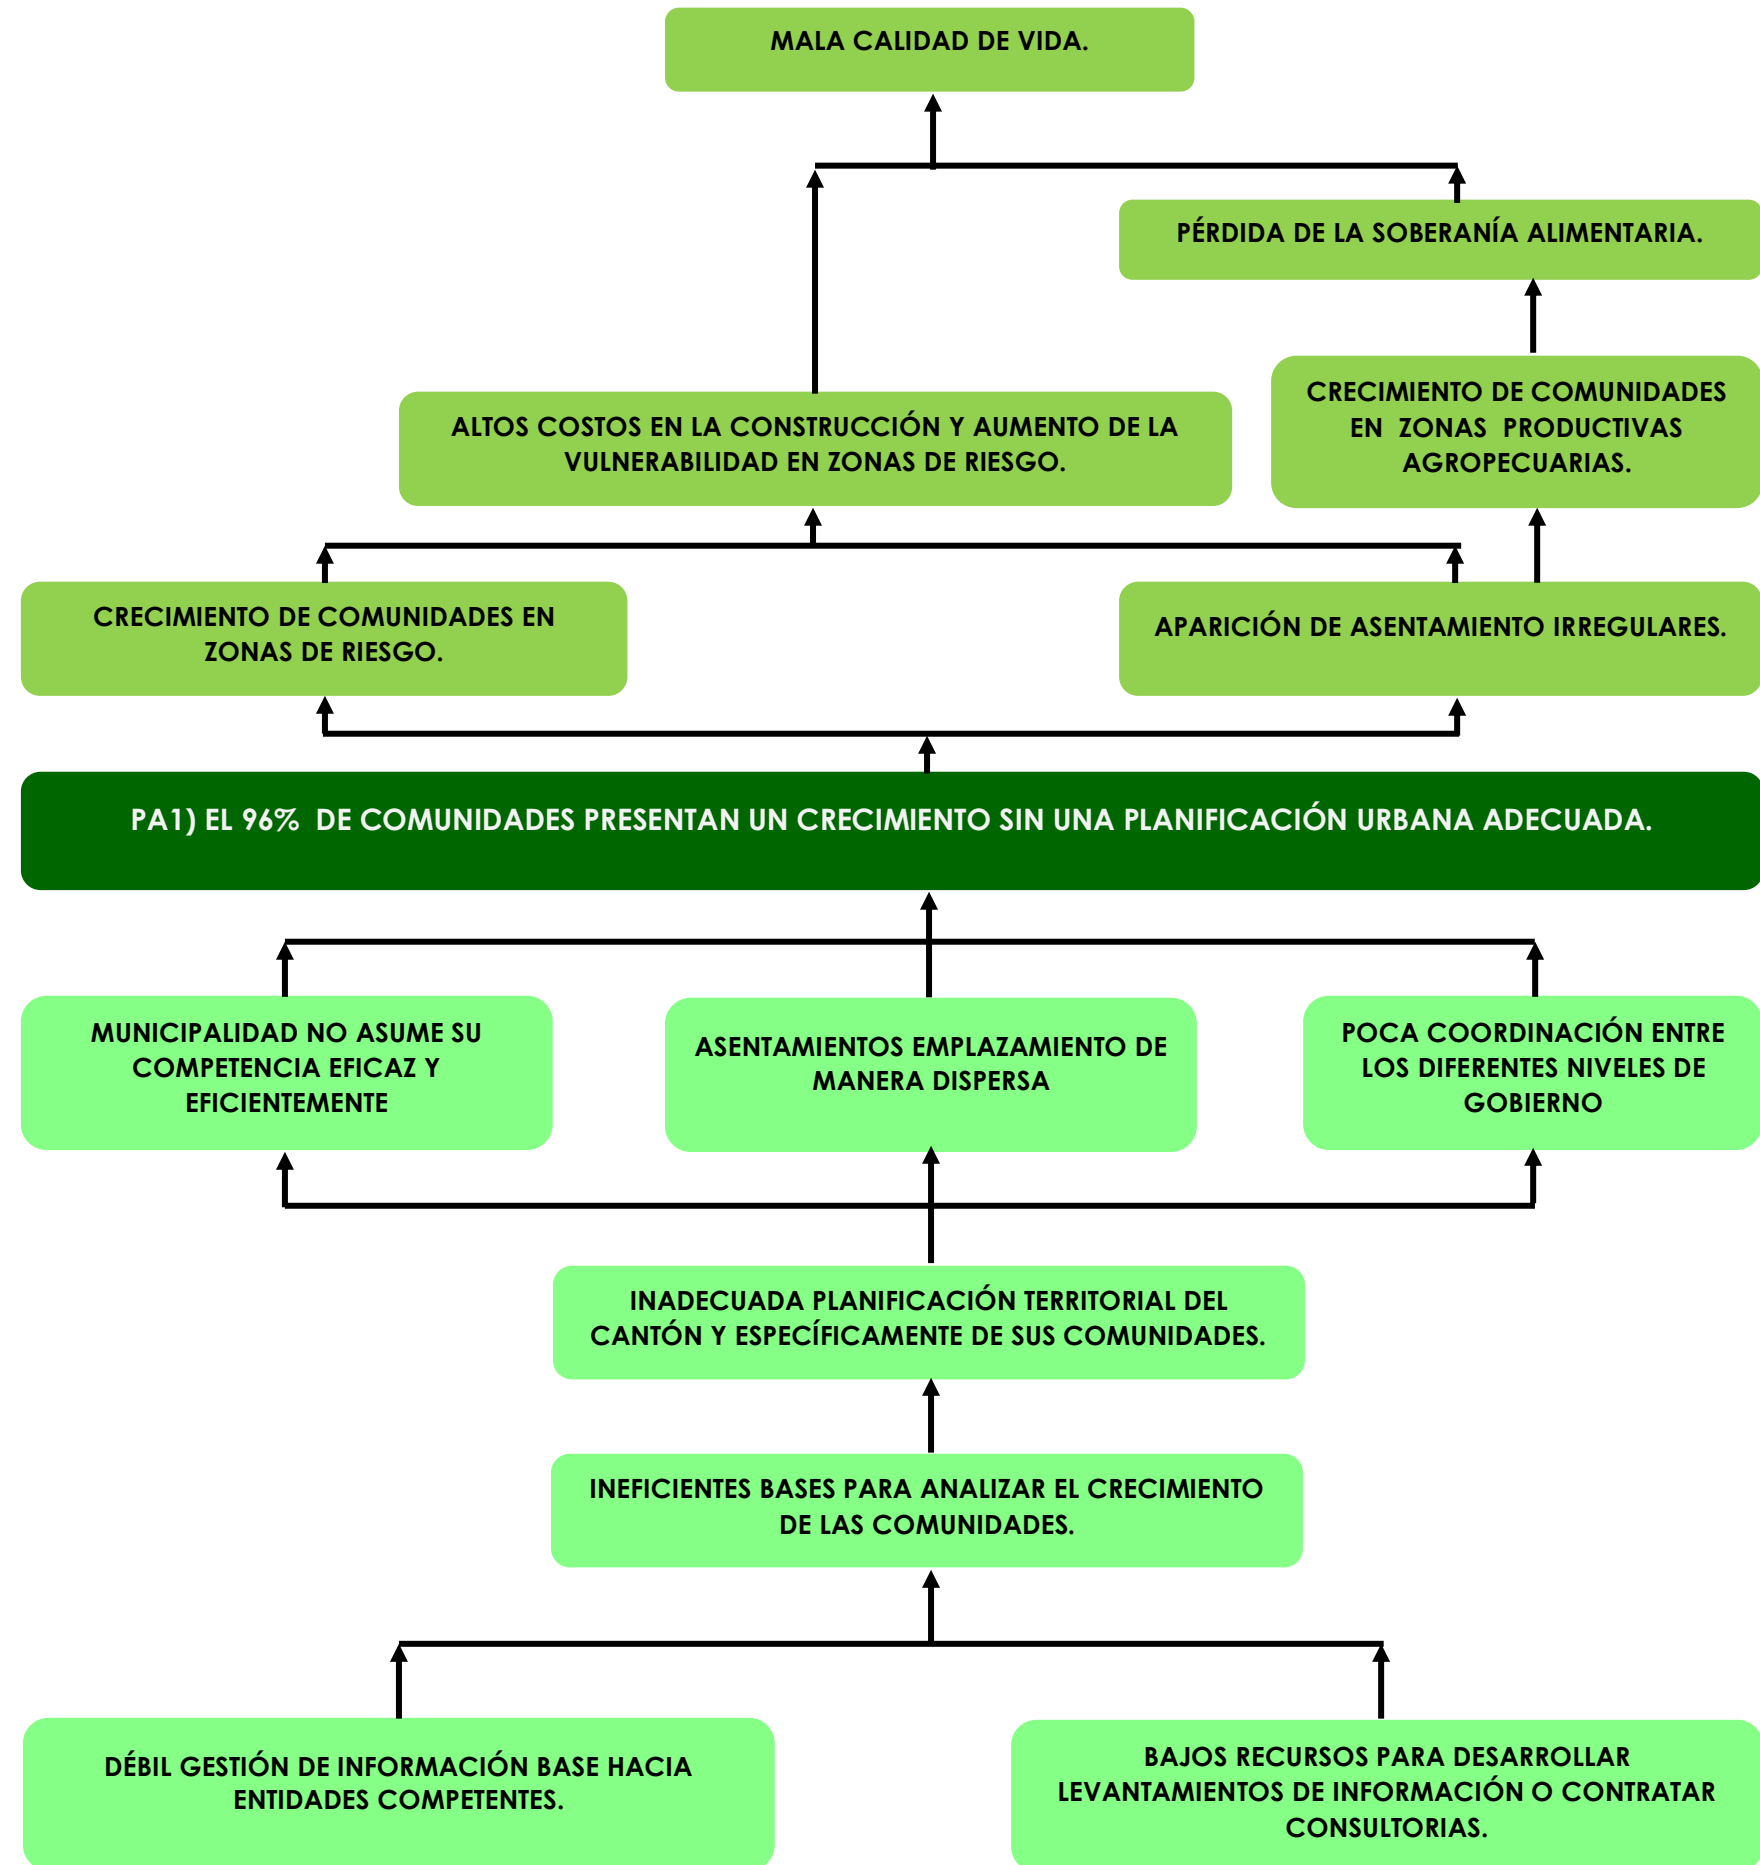 MALA CALIDAD DE VIDA.
PÉRDIDA DE LA SOBERANÍA ALIMENTARIA.
CRECIMIENTO DE COMUNIDADES
EN ZONAS PRODUCTIVAS
AGROPECUARIAS.
ALTOS COSTOS EN LA CONSTRUCCIÓN Y AUMENTO DE LA
VULNERABILIDAD EN ZONAS DE RIESGO.
CRECIMIENTO DE COMUNIDADES EN
ZONAS DE RIESGO.
APARICIÓN DE ASENTAMIENTO IRREGULARES.
PA1) EL 96% DE COMUNIDADES PRESENTAN UN CRECIMIENTO SIN UNA PLANIFICACIÓN URBANA ADECUADA.
MUNICIPALIDAD NO ASUME SU
COMPETENCIA EFICAZ Y
EFICIENTEMENTE
ASENTAMIENTOS EMPLAZAMIENTO DE
MANERA DISPERSA
POCA COORDINACIÓN ENTRE
LOS DIFERENTES NIVELES DE
GOBIERNO
INADECUADA PLANIFICACIÓN TERRITORIAL DEL
CANTÓN Y ESPECÍFICAMENTE DE SUS COMUNIDADES.
INEFICIENTES BASES PARA ANALIZAR EL CRECIMIENTO
DE LAS COMUNIDADES.
DÉBIL GESTIÓN DE INFORMACIÓN BASE HACIA
ENTIDADES COMPETENTES.
BAJOS RECURSOS PARA DESARROLLAR
LEVANTAMIENTOS DE INFORMACIÓN O CONTRATAR
CONSULTORIAS.